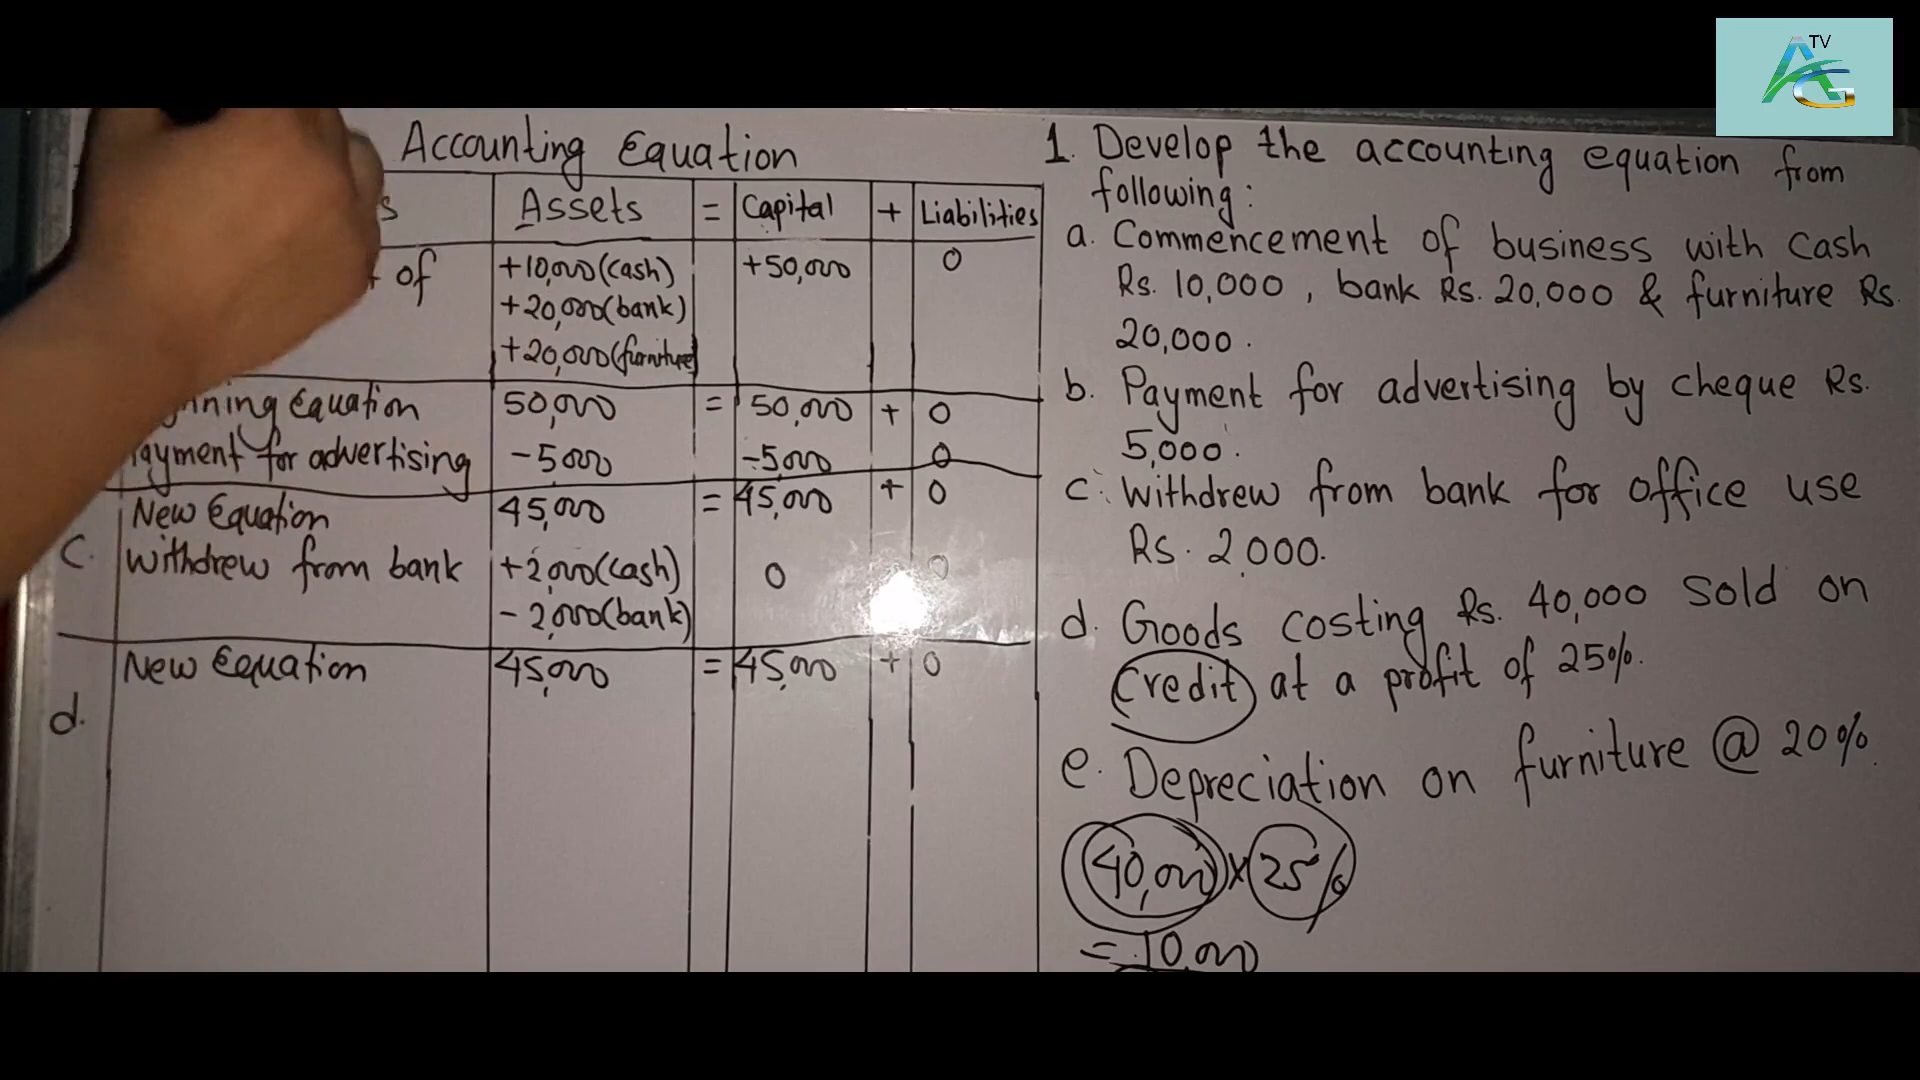 TV
AG
Accounting Equation
Assets = Capital + Liabilities
of +10,000(cash) +50,000 0
+20,000(bank)
+20,000(furniture)
Equation 50,000 = 50,000 + 0
for advertising -5,000 -5,000 0
New Equation 45,000 = 45,000 + 0
C. Withdrew from bank +2,000(cash) 0 0
- 2,000(bank)
New Equation 45,000 = 45,000 + 0
d.
1. Develop the accounting equation from
following:
a. Commencement of business with cash
Rs. 10,000, bank Rs. 20,000 & furniture Rs.
20,000.
b. Payment for advertising by cheque Rs.
5,000.
c. Withdrew from bank for office use
Rs. 2,000.
d. Goods costing Rs. 40,000 sold on
credit at a profit of 25%.
e. Depreciation on furniture @ 20%.
40,000 x 25%
= 10,000